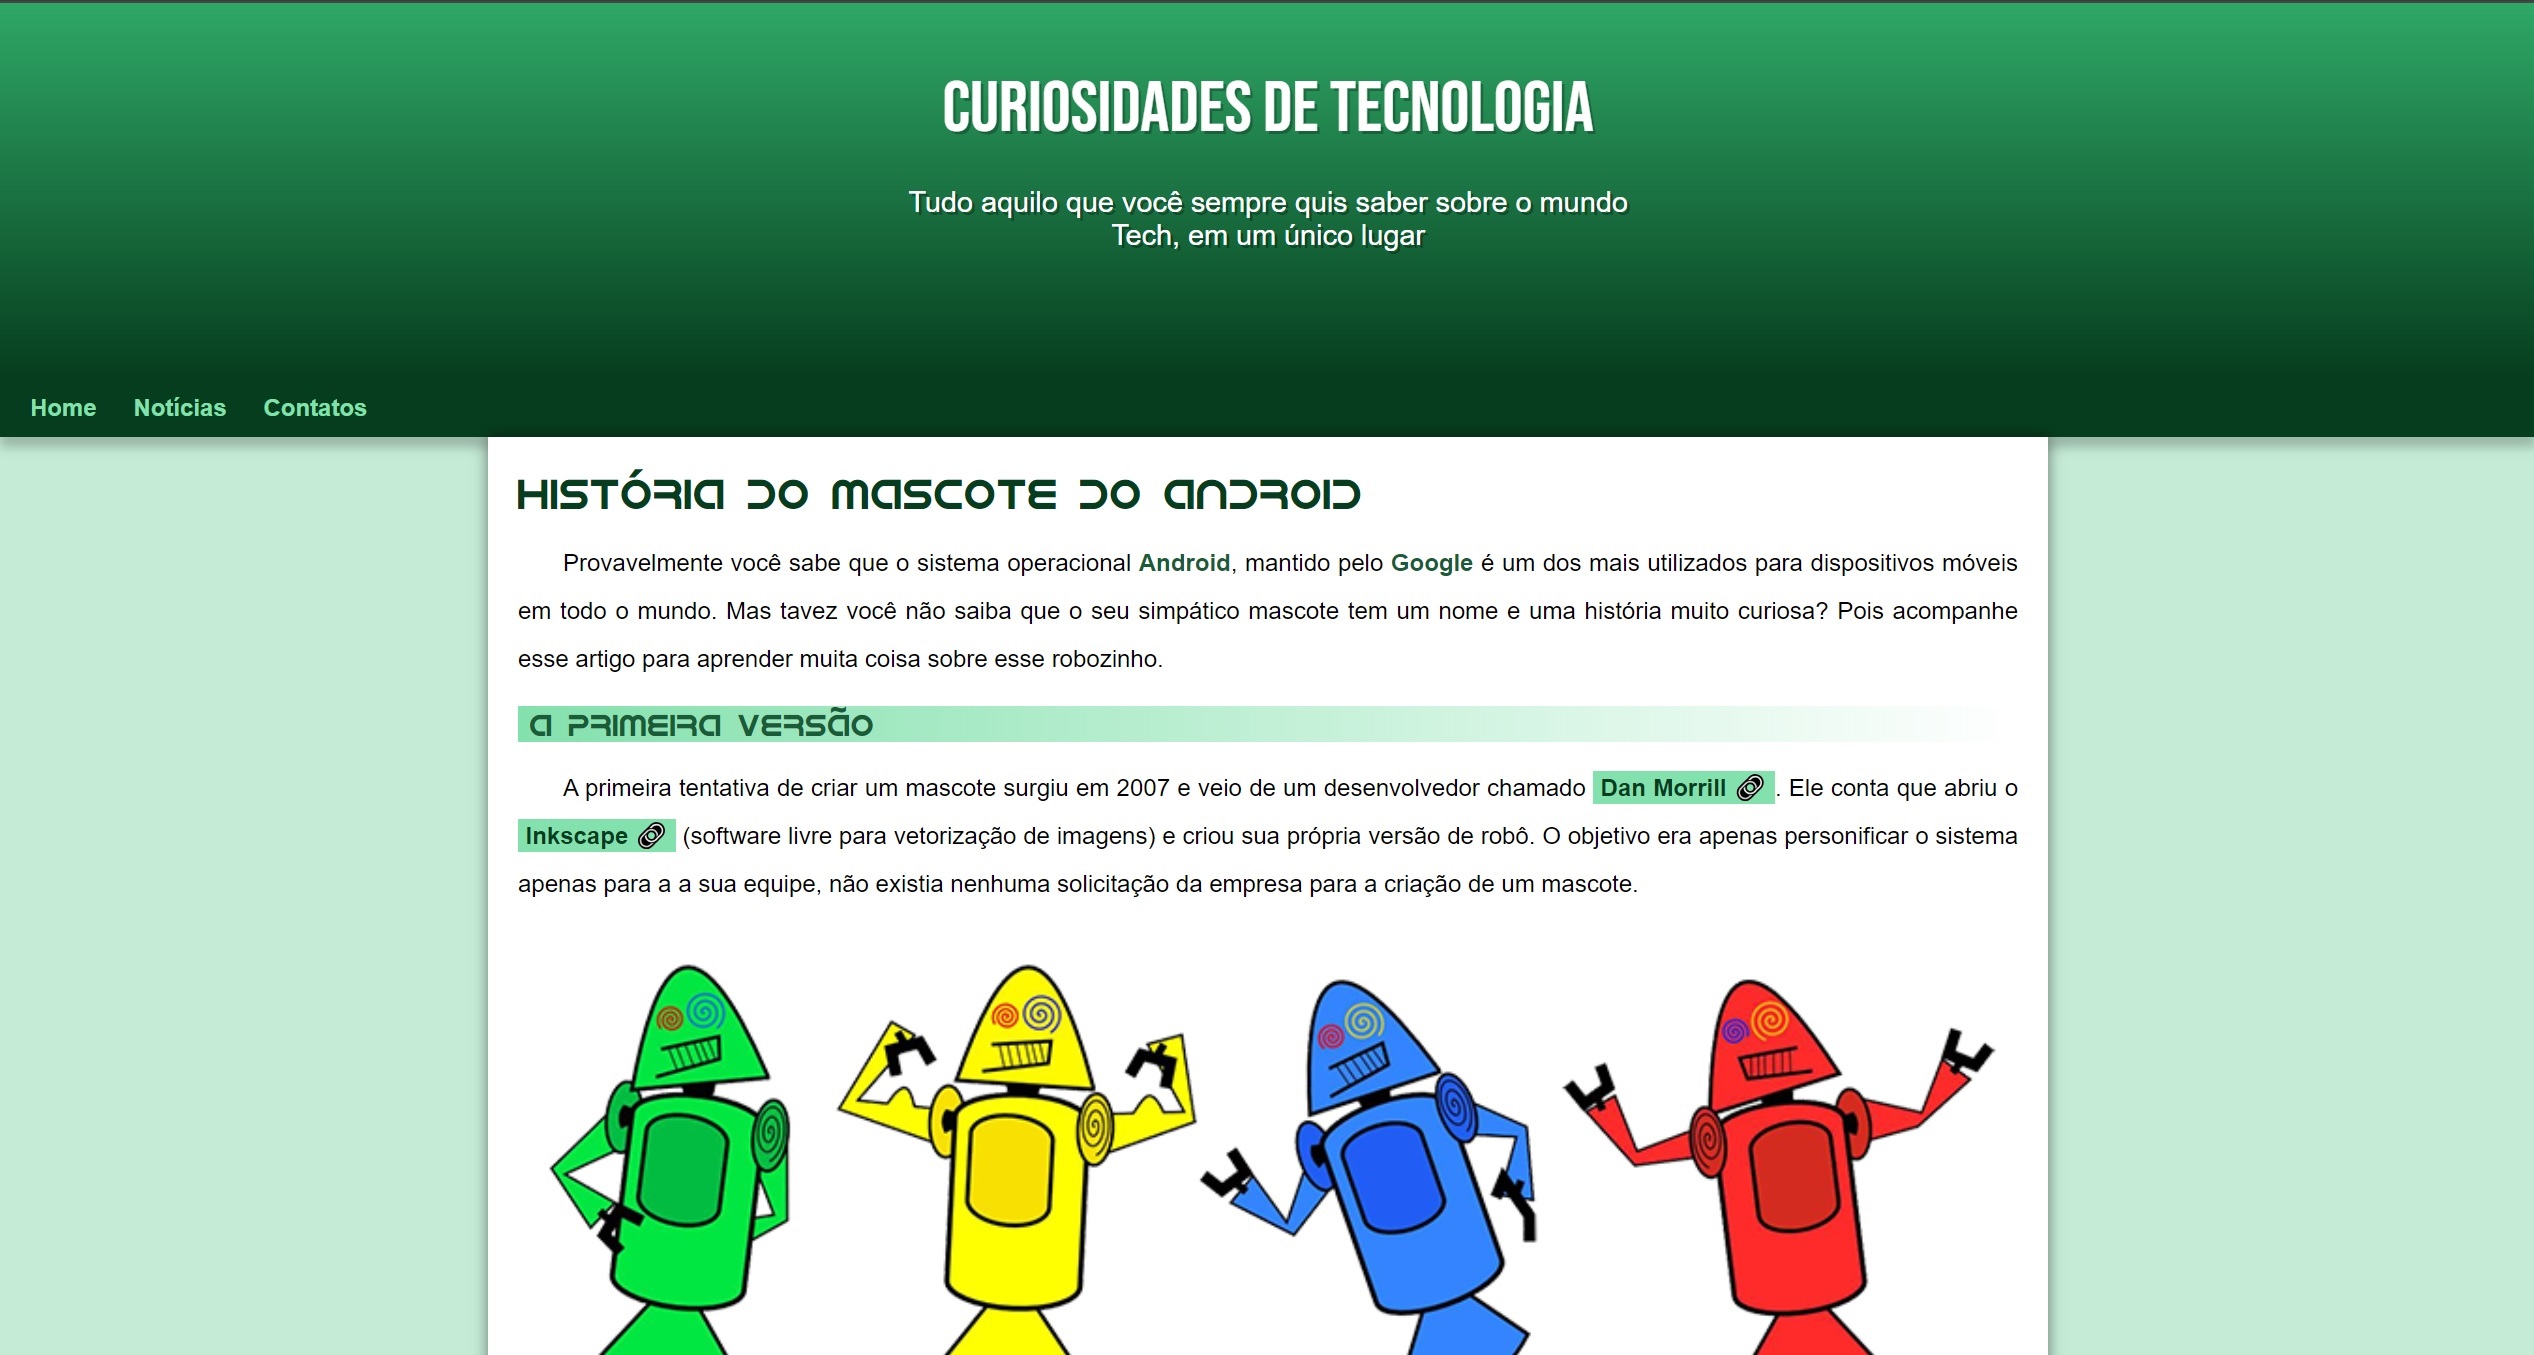 CURIOSIDADES DE TECNOLOGIA
Tudo aquilo que você sempre quis saber sobre o mundo
Tech, em um único lugar
Home Notícias Contatos
HISTÓRIA DO MASCOTE DO ANDROID
Provavelmente você sabe que o sistema operacional Android, mantido pelo Google é um dos mais utilizados para dispositivos móveis
em todo o mundo. Mas tavez você não saiba que o seu simpático mascote tem um nome e uma história muito curiosa? Pois acompanhe
esse artigo para aprender muita coisa sobre esse robozinho.
A PRIMEIRA VERSÃO
A primeira tentativa de criar um mascote surgiu em 2007 e veio de um desenvolvedor chamado Dan Morrill. Ele conta que abriu o
Inkscape (software livre para vetorização de imagens) e criou sua própria versão de robô. O objetivo era apenas personificar o sistema
apenas para a a sua equipe, não existia nenhuma solicitação da empresa para a criação de um mascote.